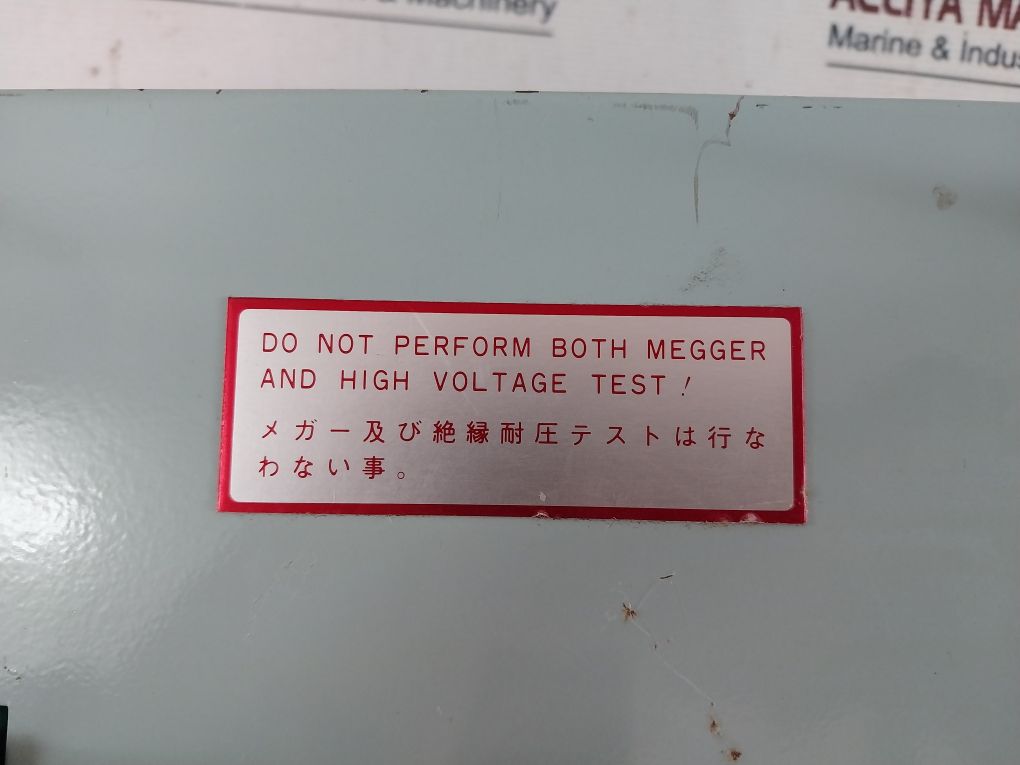 & Machinery
Marine &
DO NOT PERFORM BOTH MEGGER
AND HIGH VOLTAGE TEST!
メガー及び絶縁耐圧テストは行な
わない事。